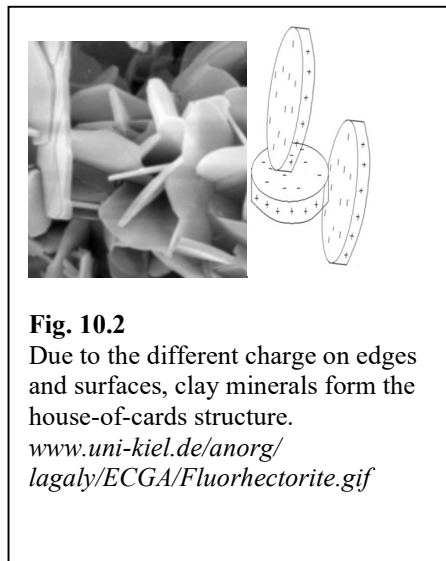 Fig. 10.2
Due to the different charge on edges
and surfaces, clay minerals form the
house-of-cards structure.
www.uni-kiel.de/anorg/
lagaly/ECGA/Fluorhectorite.gif